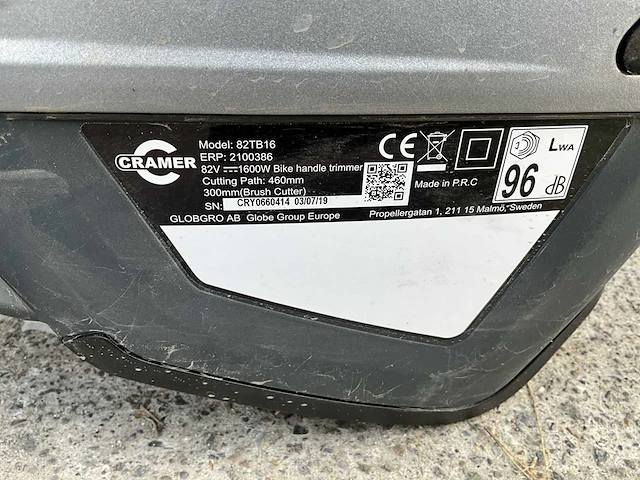 CRAMER
Model: 82TB16
ERP: 2100386
82V 1600W Bike handle trimmer
Cutting Path: 460mm
300mm(Brush Cutter)
SN: CRY0660414 03/07/19
GLOBGRO AB Globe Group Europe
CE
Made in P.R.C
Propellergatan 1, 211 15 Malmö, Sweden
LWA
96 dB